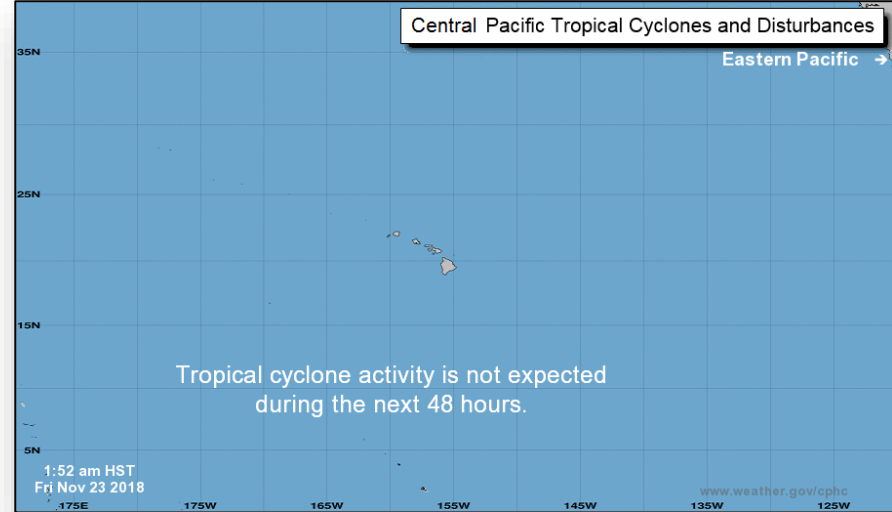 Central Pacific Tropical Cyclones and Disturbances
35N
Eastern Pacific →
25N
15N
Tropical cyclone activity is not expected
during the next 48 hours.
5N
1:52 am HST
Fri Nov 23 2018
www.weather.gov/cphc
175E 175W 165W 155W 145W 135W 125W